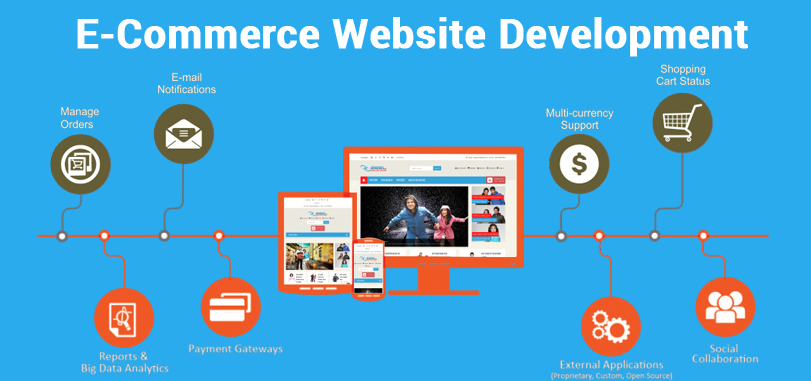 E-Commerce Website Development
E-mail
Notifications
Manage
Orders
Multi-currency
Support
Shopping
Cart Status
Reports &
Big Data Analytics
Payment Gateways
External Applications
(Proprietary, Custom, Open Source)
Social
Collaboration